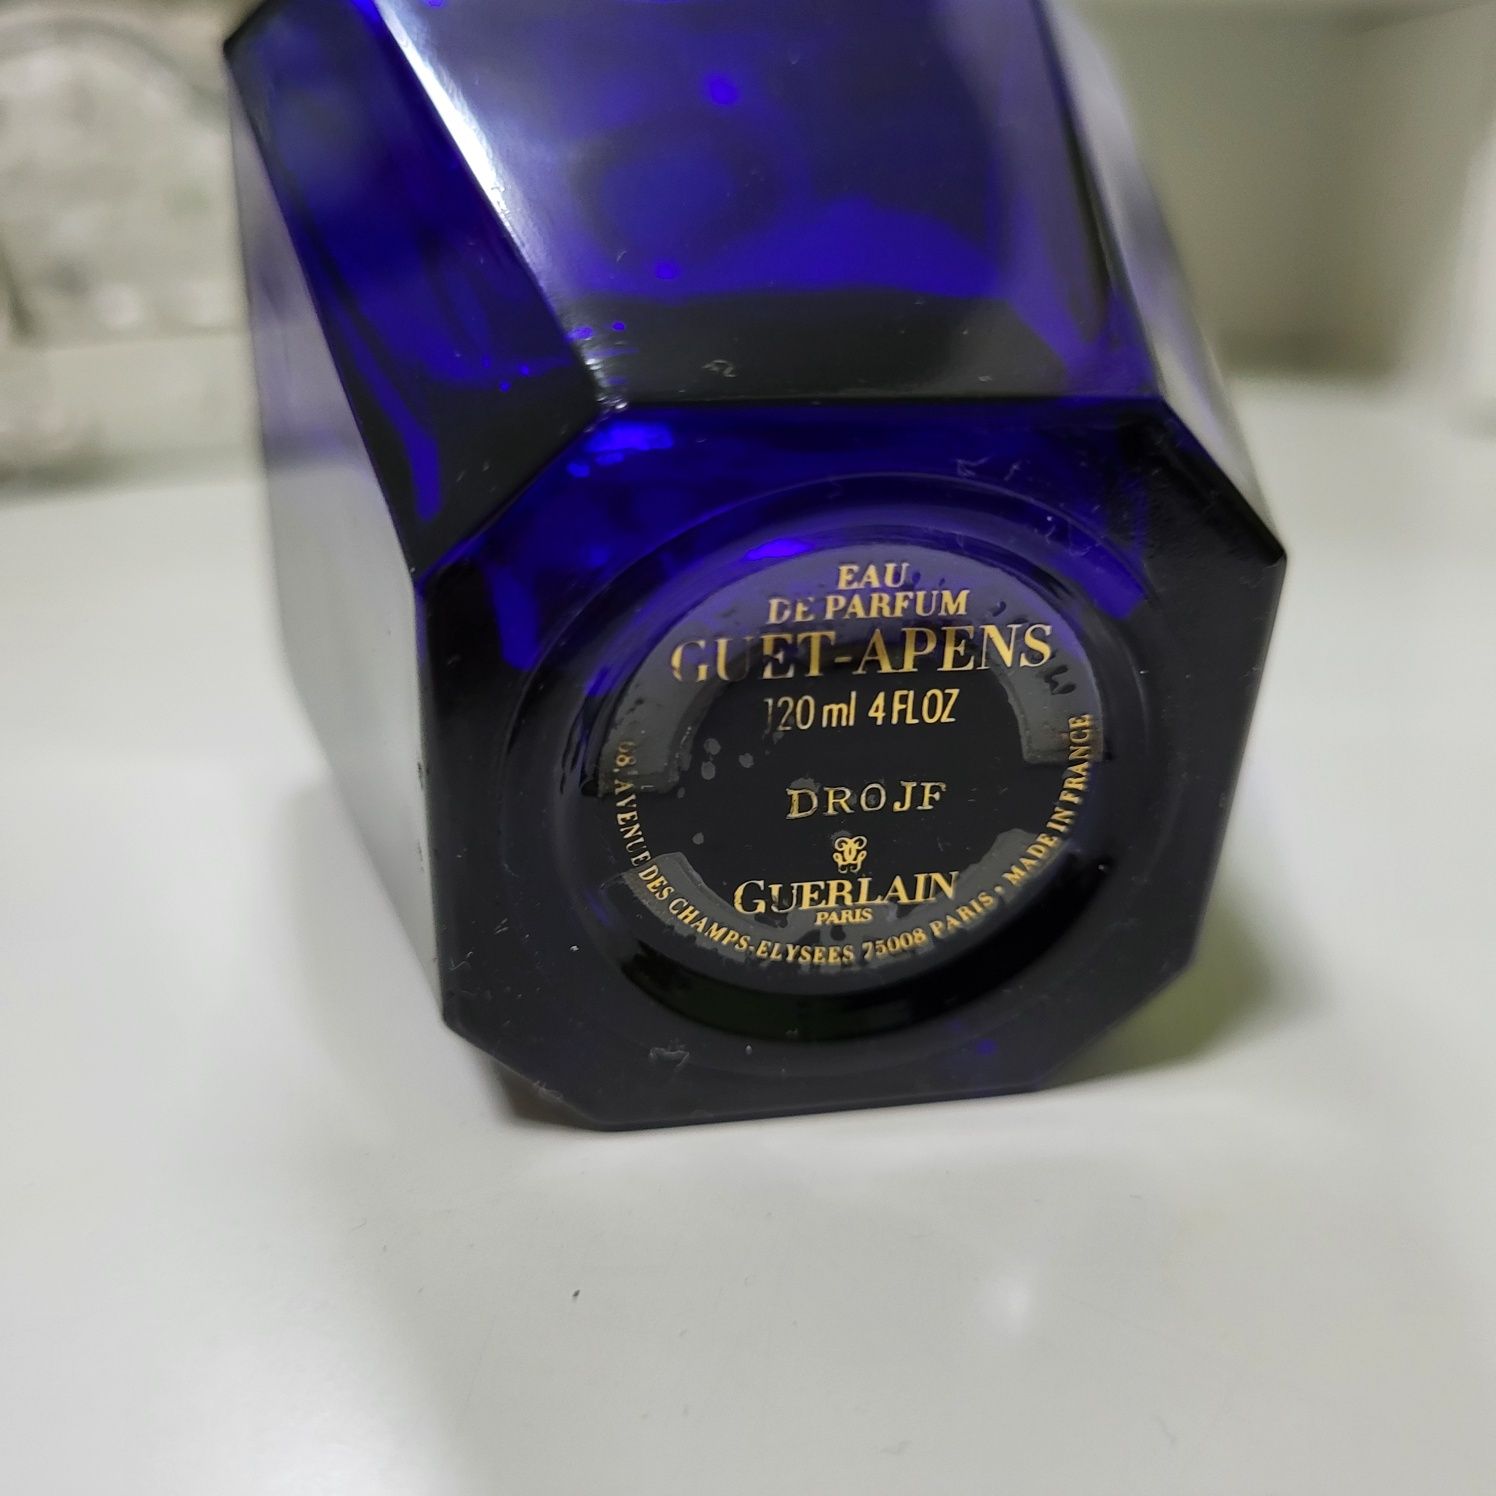 EAU
DE PARFUM
GUET-APENS
120 ml 4 FL OZ
DROJF
GUERLAIN
PARIS
68, AVENUE DES CHAMPS-ELYSEES 75008 PARIS • MADE IN FRANCE